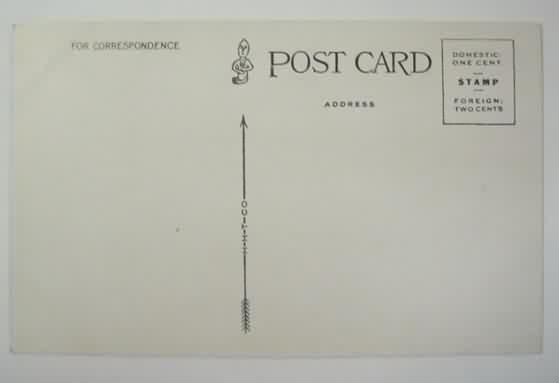 FOR CORRESPONDENCE
POST CARD
ADDRESS
DOMESTIC:
ONE CENT
STAMP
FOREIGN:
TWO CENTS